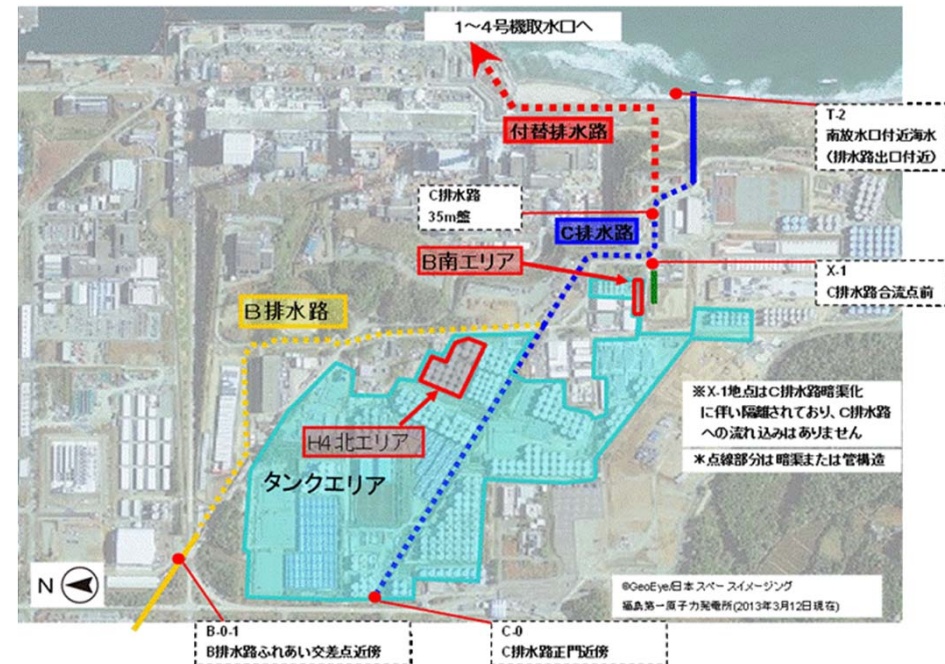 1～4号機取水口へ
付替排水路
T-2
南放水口付近海水
(排水路出口付近)
C排水路
35m盤
C排水路
B南エリア
X-1
C排水路合流点前
B排水路
※X-1地点はC排水路暗渠化
に伴い隔離されており、C排水路
への流れ込みはありません
H4北エリア
＊点線部分は暗渠または管構造
タンクエリア
N
©GeoEye/日本スペースイメージング
福島第一原子力発電所(2013年3月12日現在)
B-0-1
B排水路ふれあい交差点近傍
C-0
C排水路正門近傍